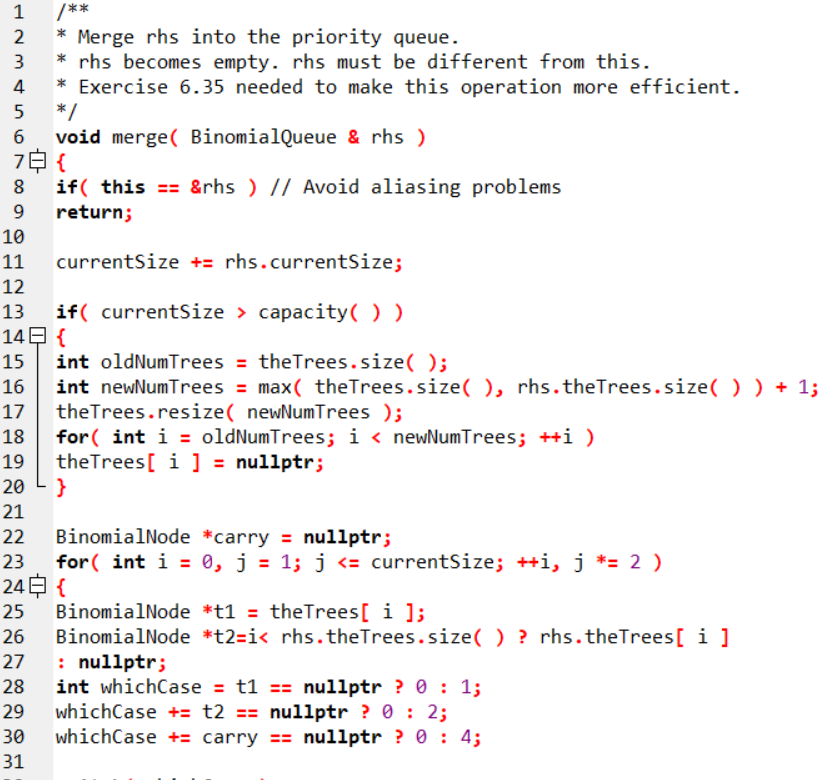 1 /**
2 * Merge rhs into the priority queue.
3 * rhs becomes empty. rhs must be different from this.
4 * Exercise 6.35 needed to make this operation more efficient.
5 */
6 void merge( BinomialQueue & rhs )
7 {
8 if( this == &rhs ) // Avoid aliasing problems
9 return;
10
11 currentSize += rhs.currentSize;
12
13 if( currentSize > capacity( ) )
14 {
15 int oldNumTrees = theTrees.size( );
16 int newNumTrees = max( theTrees.size( ), rhs.theTrees.size( ) ) + 1;
17 theTrees.resize( newNumTrees );
18 for( int i = oldNumTrees; i < newNumTrees; ++i )
19 theTrees[ i ] = nullptr;
20 }
21
22 BinomialNode *carry = nullptr;
23 for( int i = 0, j = 1; j <= currentSize; ++i, j *= 2 )
24 {
25 BinomialNode *t1 = theTrees[ i ];
26 BinomialNode *t2=i< rhs.theTrees.size( ) ? rhs.theTrees[ i ]
27 : nullptr;
28 int whichCase = t1 == nullptr ? 0 : 1;
29 whichCase += t2 == nullptr ? 0 : 2;
30 whichCase += carry == nullptr ? 0 : 4;
31